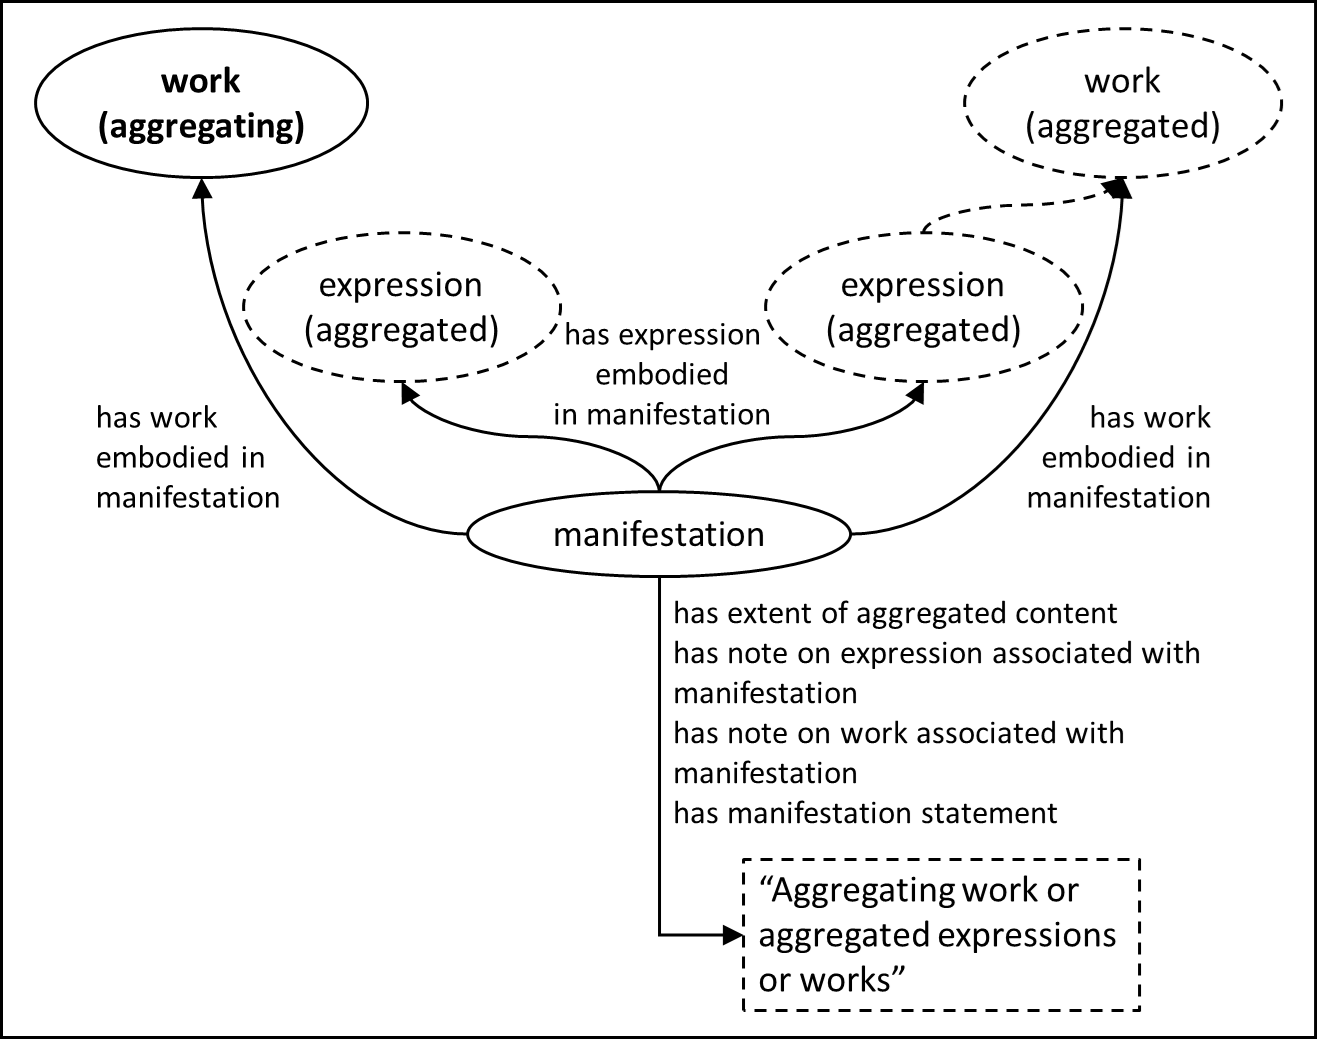 work
(aggregating)
work
(aggregated)
expression
(aggregated)
expression
(aggregated)
has expression
embodied
in manifestation
has work
embodied in
manifestation
has work
embodied in
manifestation
manifestation
has extent of aggregated content
has note on expression associated with
manifestation
has note on work associated with
manifestation
has manifestation statement
“Aggregating work or
aggregated expressions
or works”